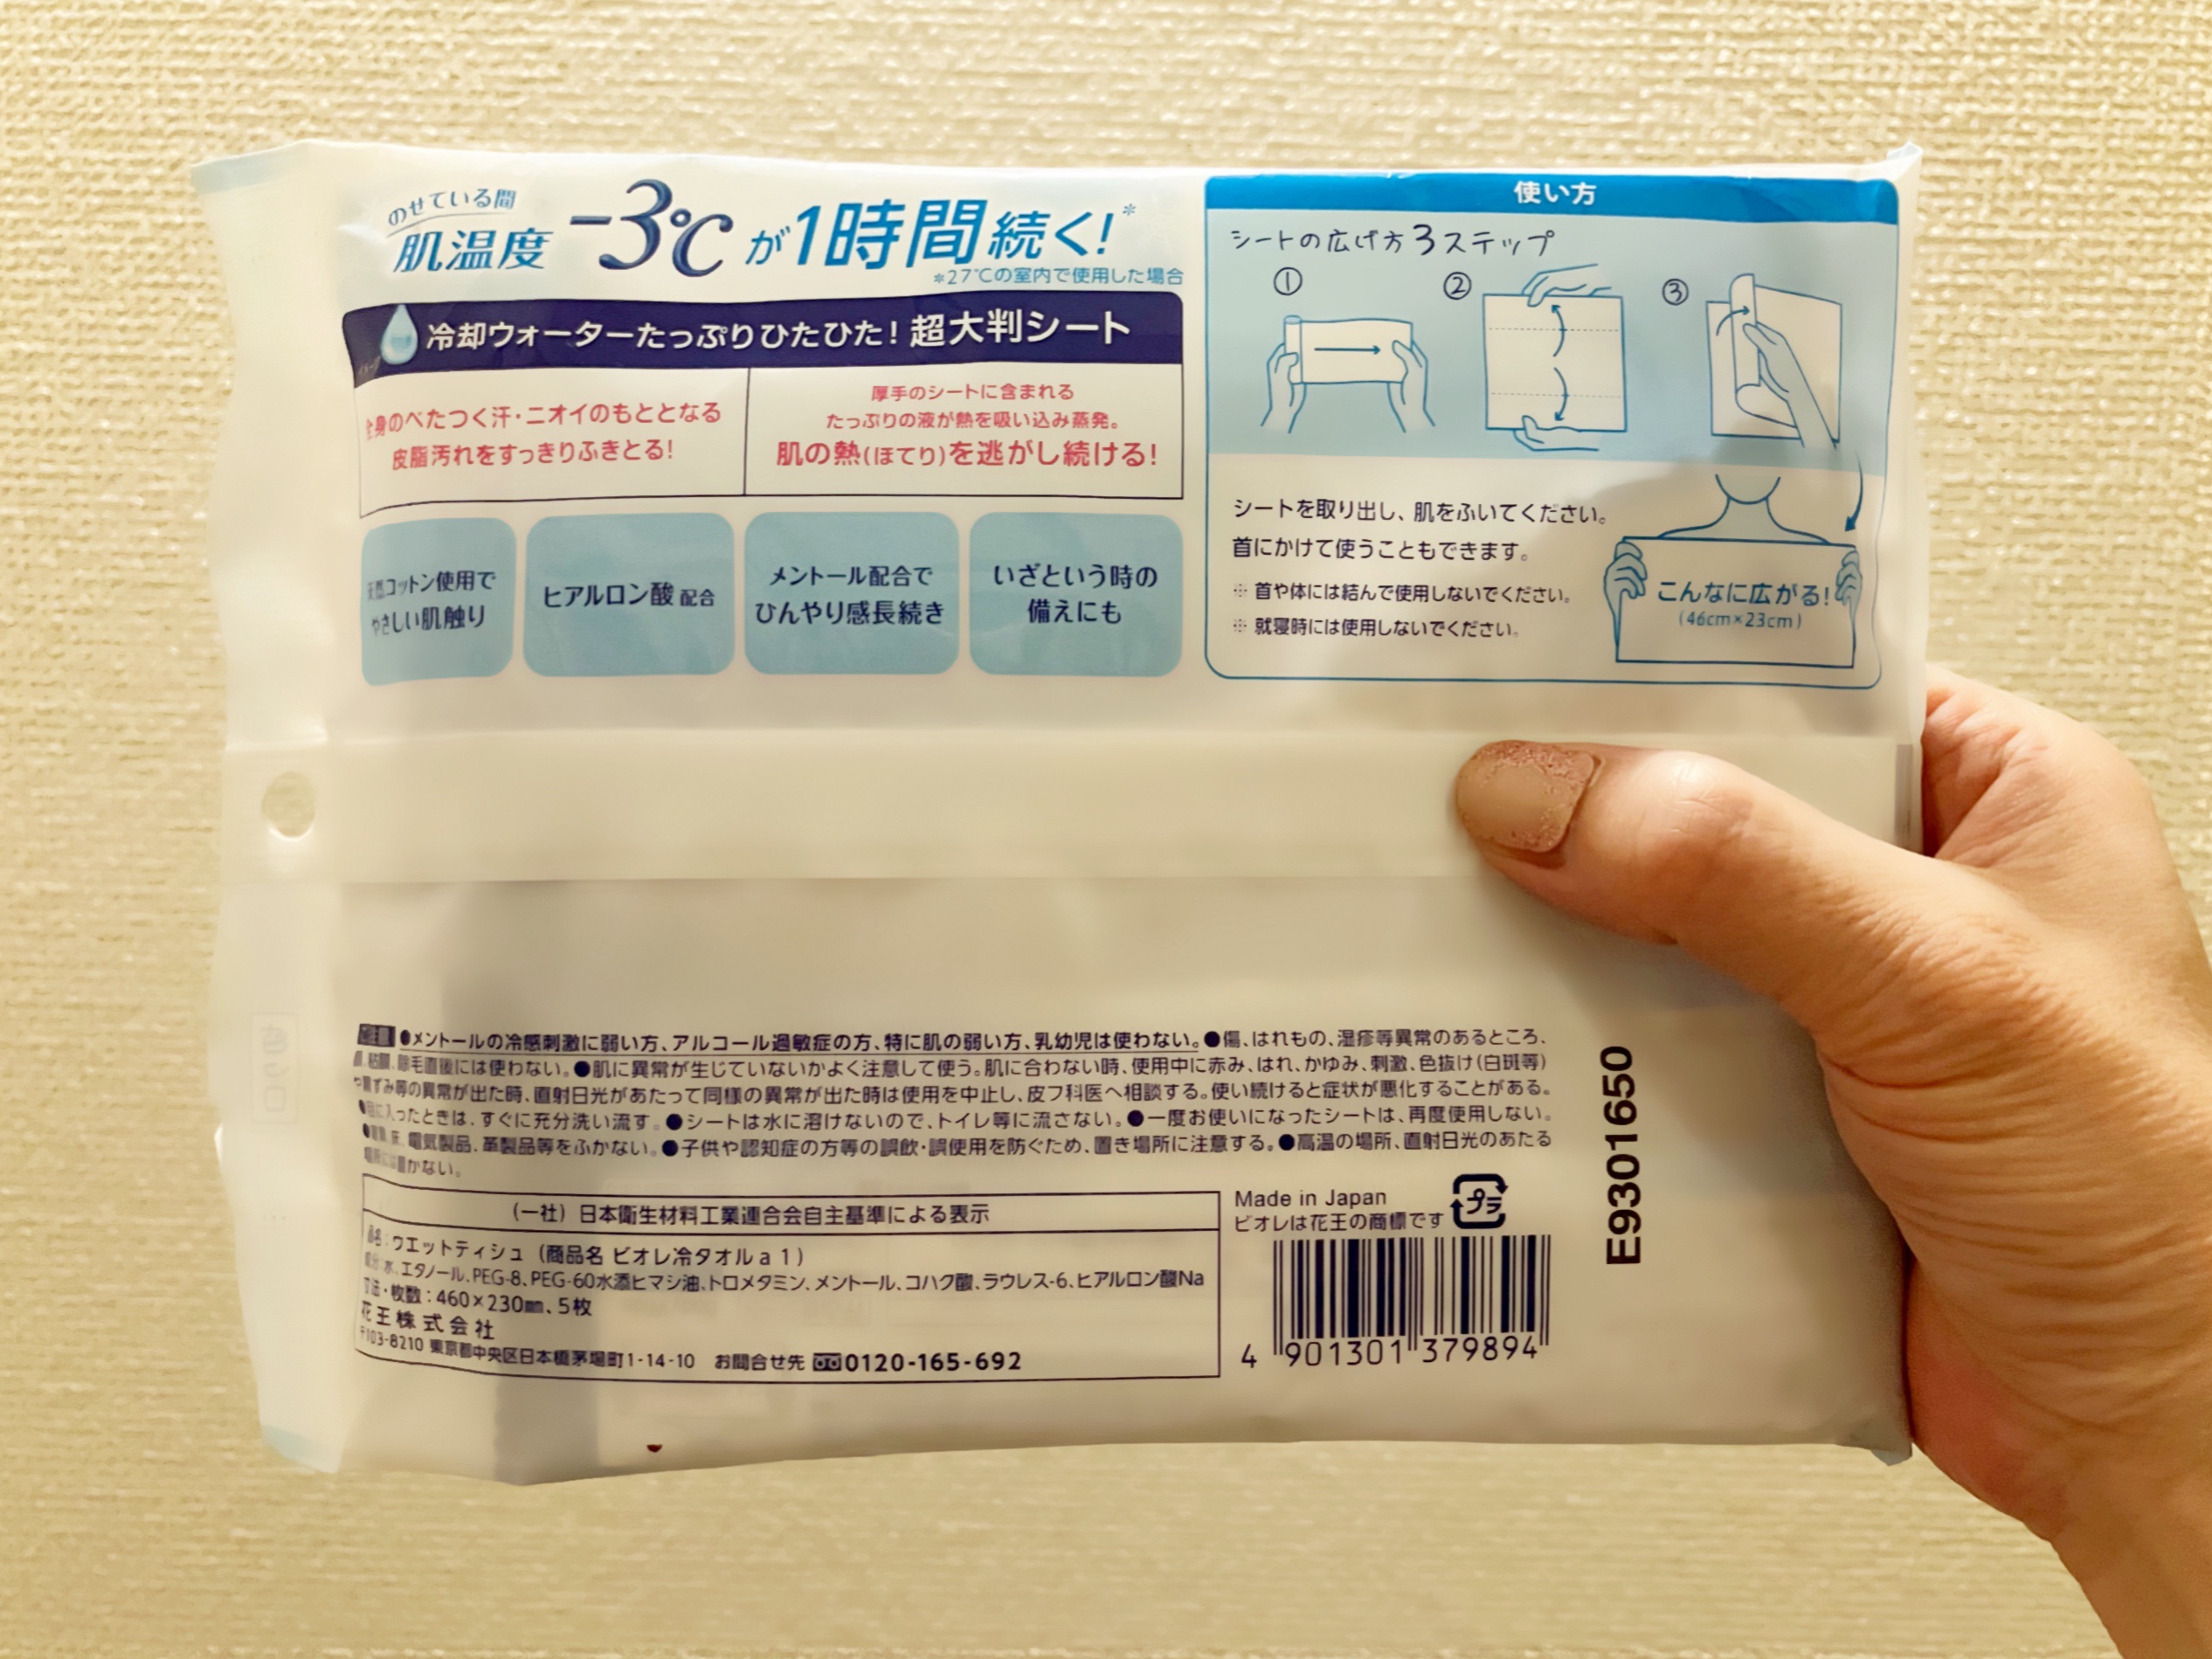 のせている間
肌温度 −3℃が1時間続く!*
*27℃の室内で使用した場合
冷却ウォーターたっぷりひたひた! 超大判シート
全身のべたつく汗・ニオイのもととなる
皮脂汚れをすっきりふきとる!
厚手のシートに含まれる
たっぷりの液が熱を吸い込み蒸発。
肌の熱(ほてり)を逃がし続ける!
コットン使用で
やさしい肌触り
ヒアルロン酸 配合
メントール配合で
ひんやり感長続き
いざという時の
備えにも
使い方
シートの広げ方3ステップ
① ② ③
シートを取り出し、肌をふいてください。
首にかけて使うこともできます。
※ 首や体には結んで使用しないでください。
※ 就寝時には使用しないでください。
こんなに広がる!
(46cm×23cm)
ご注意 ●メントールの冷感刺激に弱い方、アルコール過敏症の方、特に肌の弱い方、乳幼児は使わない。●傷、はれもの、湿疹等異常のあるところ、
粘膜、除毛直後には使わない。●肌に異常が生じていないかよく注意して使う。肌に合わない時、使用中に赤み、はれ、かゆみ、刺激、色抜け(白斑等)
や黒ずみ等の異常が出た時、直射日光があたって同様の異常が出た時は使用を中止し、皮フ科医へ相談する。使い続けると症状が悪化することがある。
●目に入ったときは、すぐに充分洗い流す。●シートは水に溶けないので、トイレ等に流さない。●一度お使いになったシートは、再度使用しない。
床、電気製品、革製品等をふかない。●子供や認知症の方等の誤飲・誤使用を防ぐため、置き場所に注意する。●高温の場所、直射日光のあたる
場所には置かない。
(一社) 日本衛生材料工業連合会自主基準による表示
品名:ウエットティシュ (商品名 ビオレ冷タオルa1)
成分:水、エタノール、PEG-8、PEG-60水添ヒマシ油、トロメタミン、メントール、コハク酸、ラウレス-6、ヒアルロン酸Na
寸法・枚数:460×230㎜、5枚
花王株式会社
〒103-8210 東京都中央区日本橋茅場町1-14-10 お問合せ先 0120-165-692
Made in Japan
ビオレは花王の商標です
プラ
4 901301 379894
E9301650